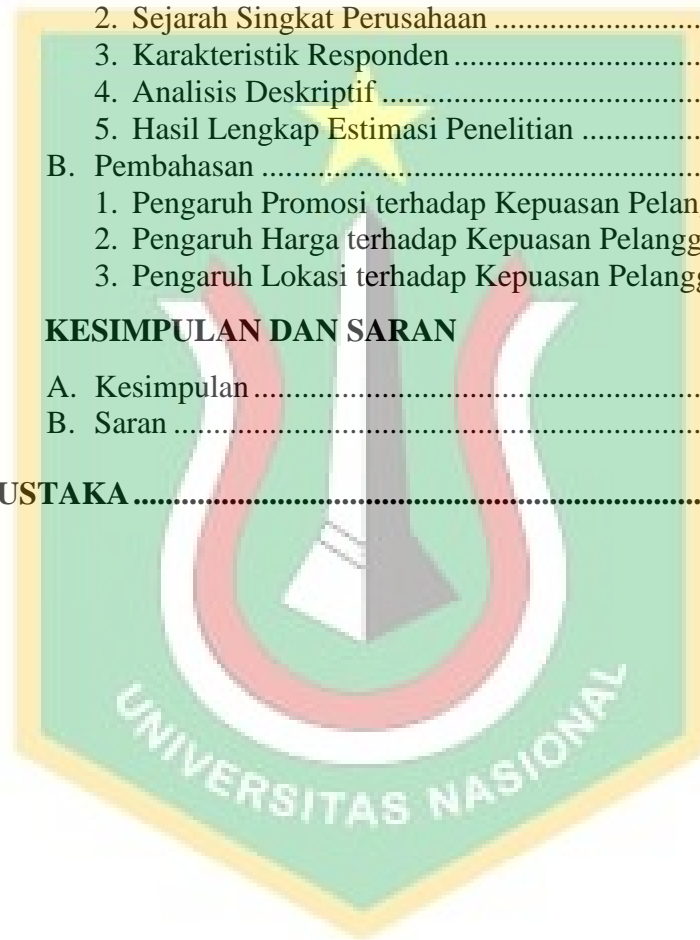 2. Sejarah Singkat Perusahaan ........................
3. Karakteristik Responden ............................
4. Analisis Deskriptif .....................................
5. Hasil Lengkap Estimasi Penelitian .............
B. Pembahasan ....................................................
1. Pengaruh Promosi terhadap Kepuasan
2. Pengaruh Harga terhadap Kepuasan
3. Pengaruh Lokasi terhadap Kepuasan
KESIMPULAN DAN SARAN
A. Kesimpulan .....................................................
B. Saran ...............................................................
USTAKA ....................................................................
UNIVERSITAS NASIONAL